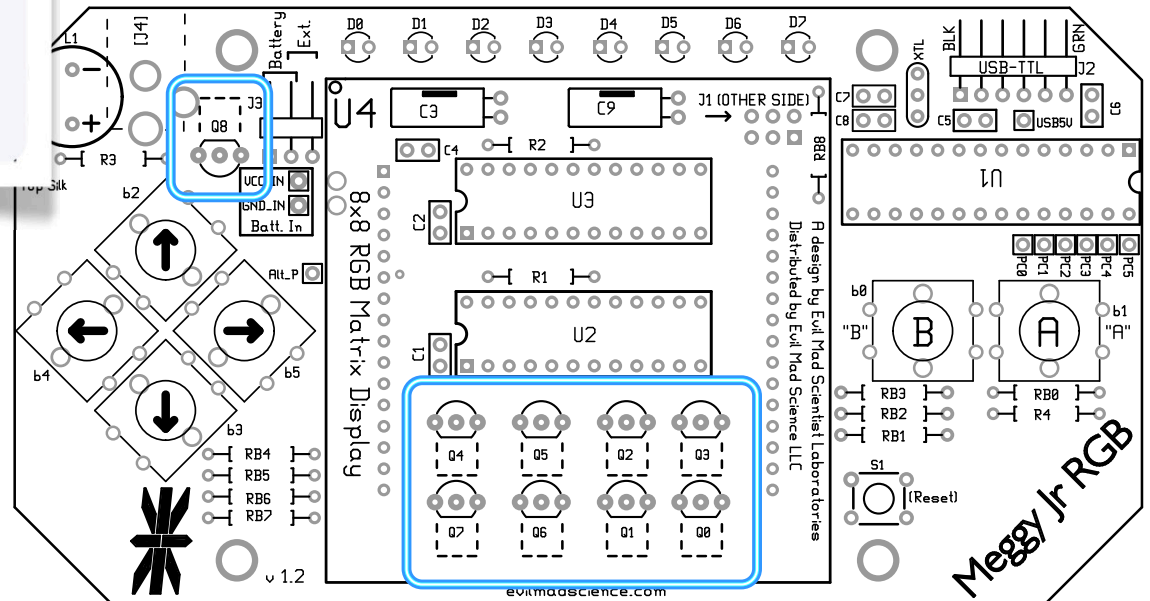 L1
[J4]
Battery
Ext.
D0
D1
D2
D3
D4
D5
D6
D7
XTL
BLK
GRN
USB-TTL
J2
−
+
J3
Q8
U4
C3
C9
J1 (OTHER SIDE)
RB8
C7
C8
C5
USB5V
C6
R3
C4
R2
U1
b2
VCC_IN
GND_IN
Batt. In
Alt_P
8x8 RGB Matrix Display
C2
U3
R1
C1
U2
Distributed by Evil Mad Science LLC
A design by Evil Mad Scientist Laboratories
PC0
PC1
PC2
PC3
PC4
PC5
b0
"B"
B
A
b1
"A"
b4
b5
b3
RB3
RB2
RB1
RB0
R4
Q4
Q5
Q2
Q3
Q7
Q6
Q1
Q0
RB4
RB5
RB6
RB7
S1
(Reset)
Meggy Jr RGB
v 1.2
evilmadscience.com